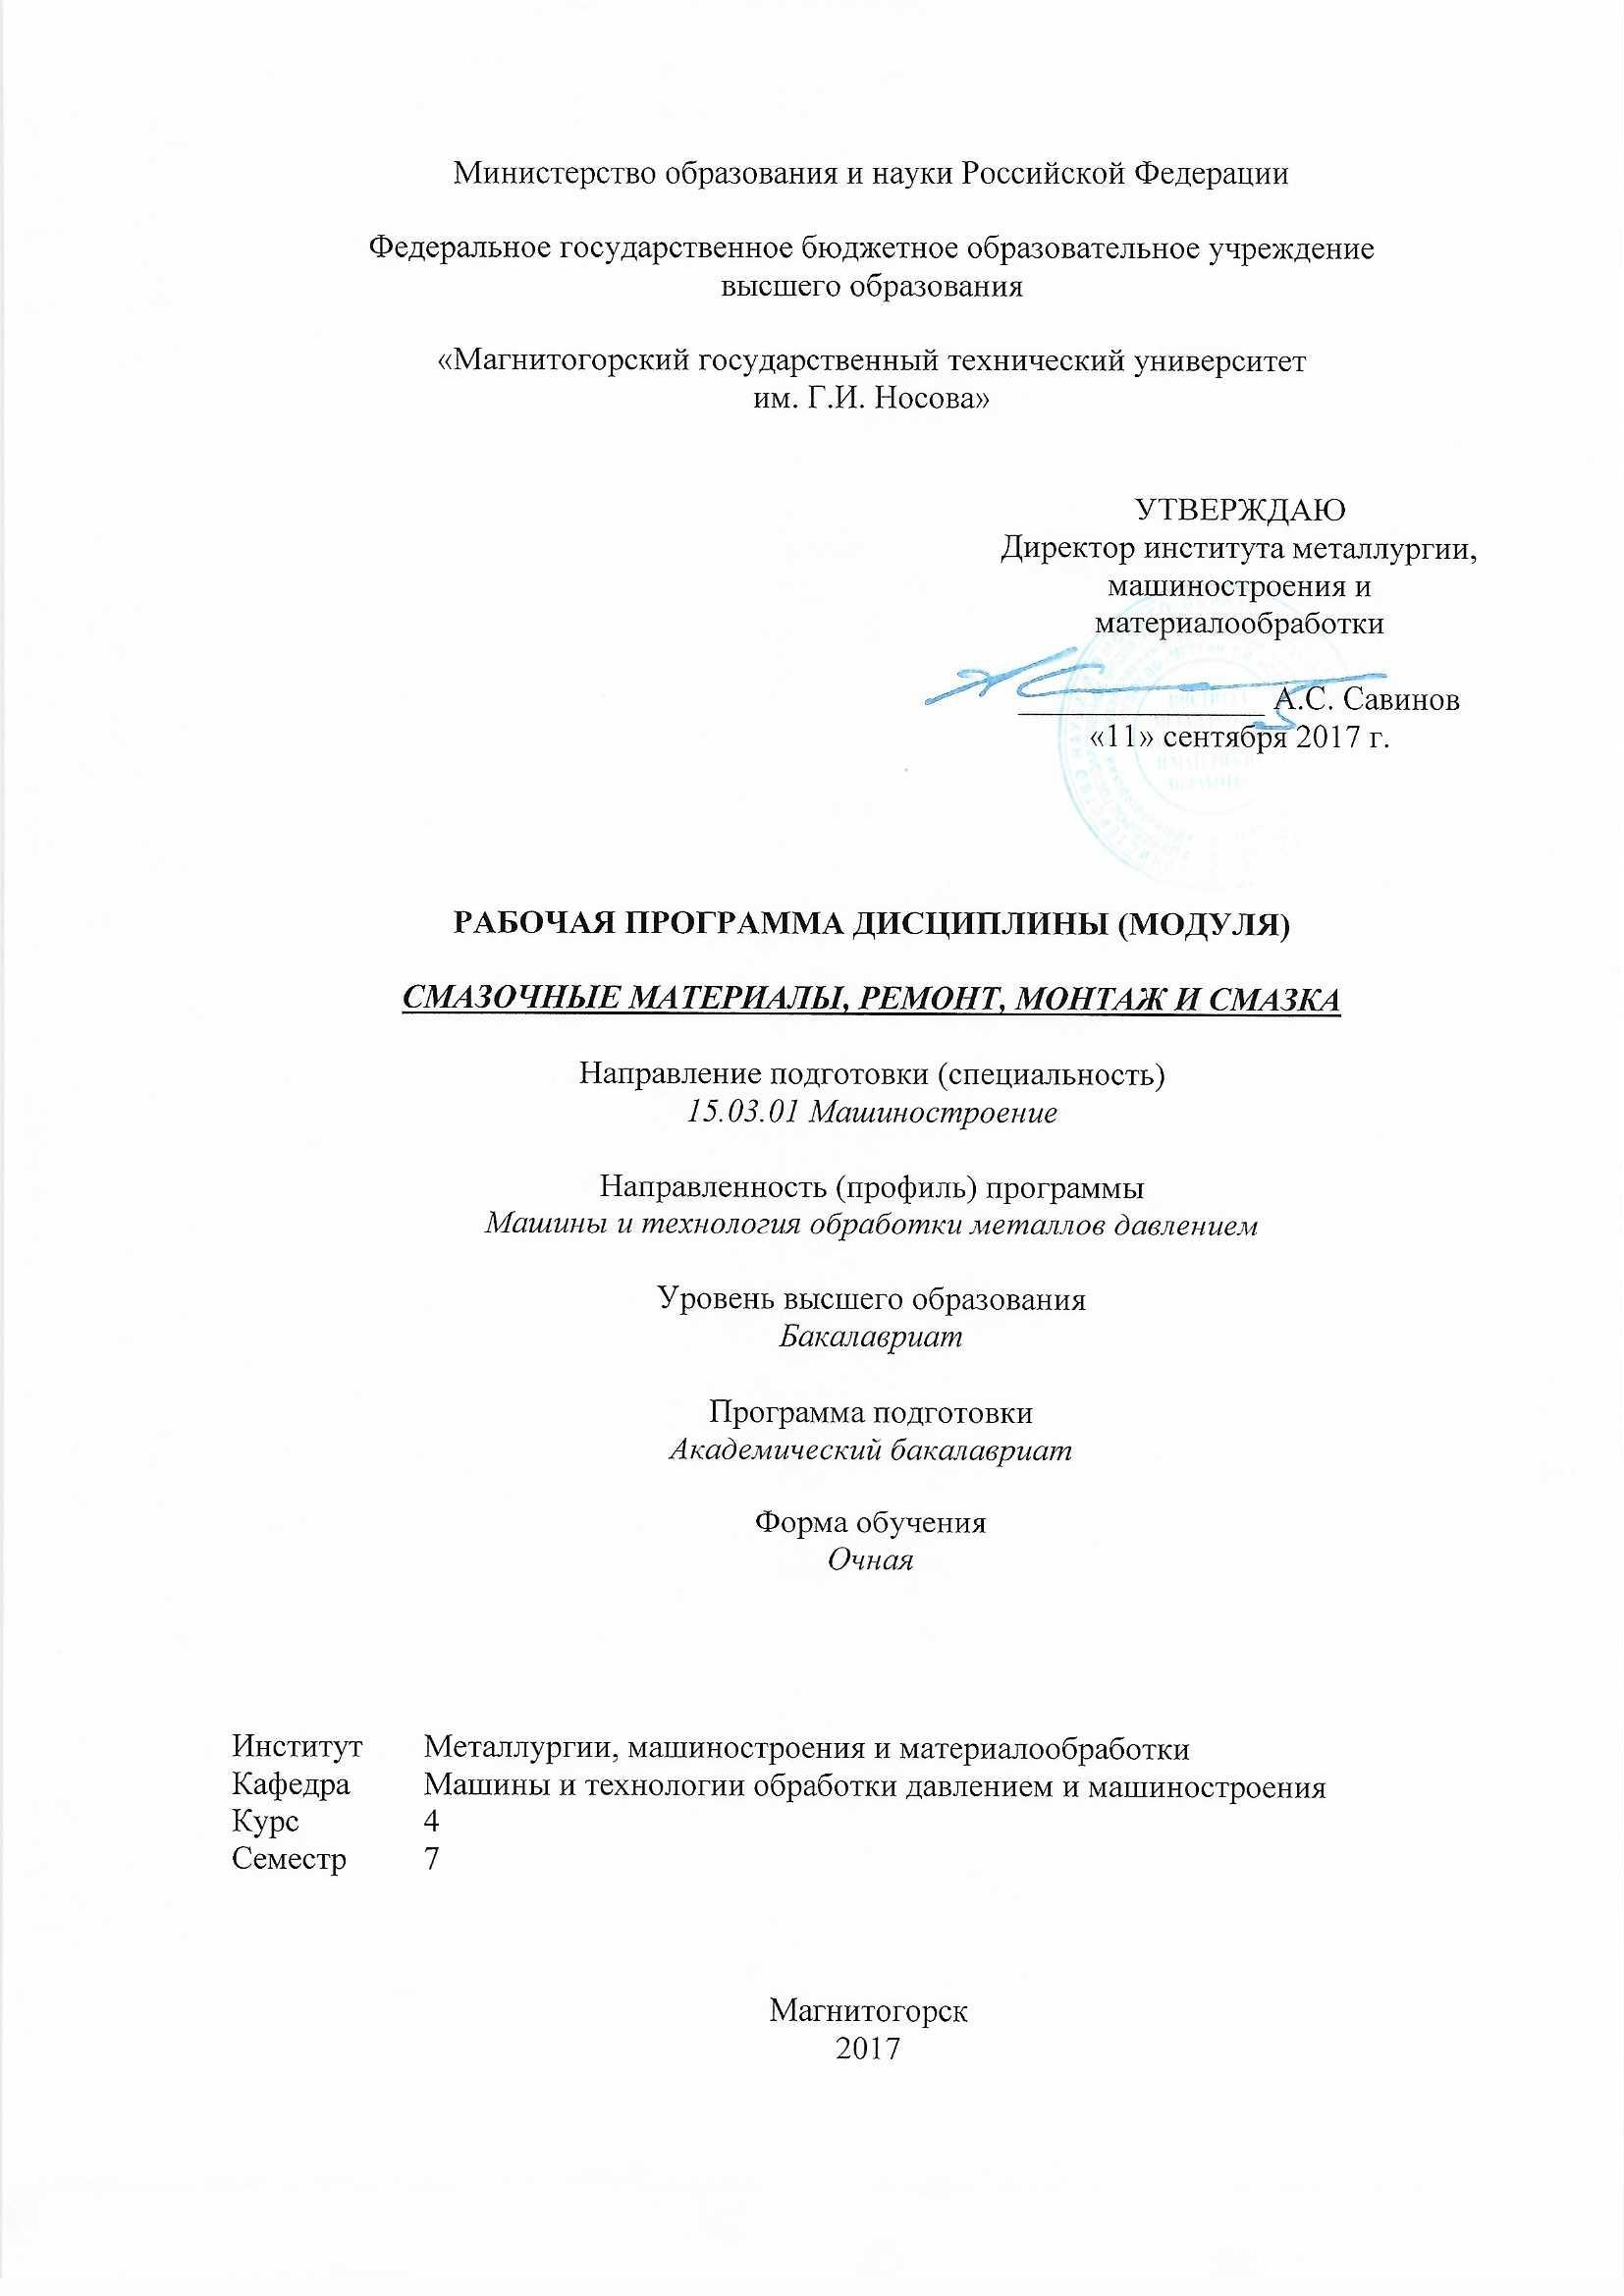 Министерство образования и науки Российской Федерации
Федеральное государственное бюджетное образовательное учреждение
высшего образования
«Магнитогорский государственный технический университет
им. Г.И. Носова»
УТВЕРЖДАЮ
Директор института металлургии,
машиностроения и
материалообработки
А.С. Савинов
«11» сентября 2017 г.
РАБОЧАЯ ПРОГРАММА ДИСЦИПЛИНЫ (МОДУЛЯ)
СМАЗОЧНЫЕ МАТЕРИАЛЫ, РЕМОНТ, МОНТАЖ И СМАЗКА
Направление подготовки (специальность)
15.03.01 Машиностроение
Направленность (профиль) программы
Машины и технология обработки металлов давлением
Уровень высшего образования
Бакалавриат
Программа подготовки
Академический бакалавриат
Форма обучения
Очная
Институт Металлургии, машиностроения и материалообработки
Кафедра Машины и технологии обработки давлением и машиностроения
Курс 4
Семестр 7
Магнитогорск
2017